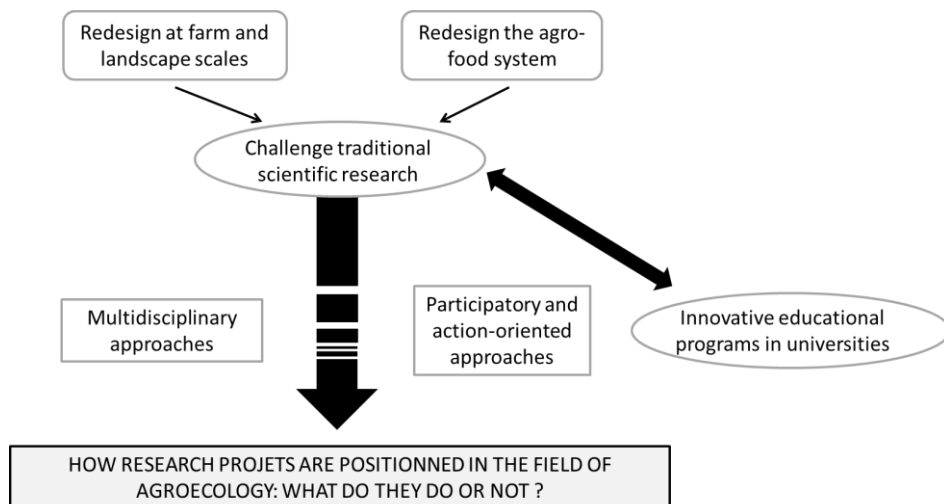 Redesign at farm and
landscape scales
Redesign the agro-
food system
Challenge traditional
scientific research
Multidisciplinary
approaches
Participatory and
action-oriented
approaches
Innovative educational
programs in universities
HOW RESEARCH PROJETS ARE POSITIONNED IN THE FIELD OF
AGROECOLOGY: WHAT DO THEY DO OR NOT ?